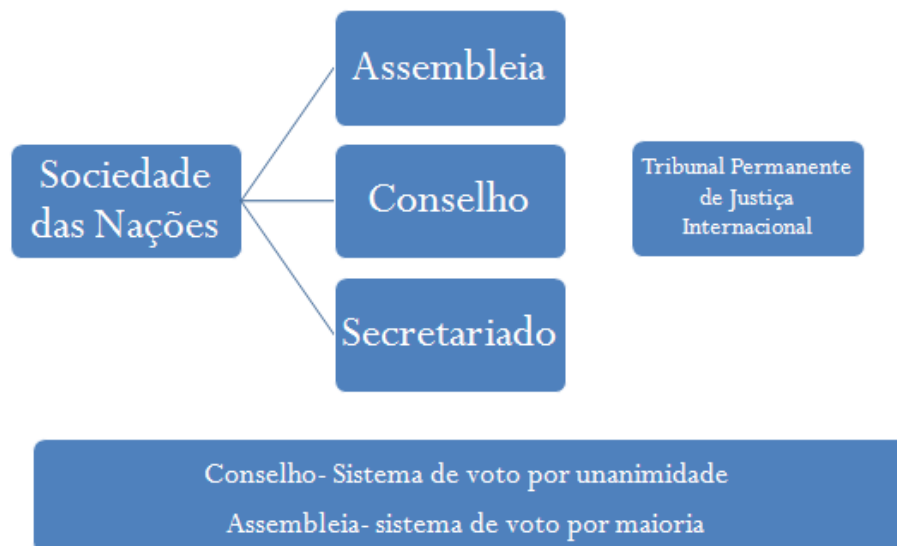 Sociedade
das Nações
Assembleia
Conselho
Secretariado
Tribunal Permanente
de Justiça
Internacional
Conselho- Sistema de voto por unanimidade
Assembleia- sistema de voto por maioria